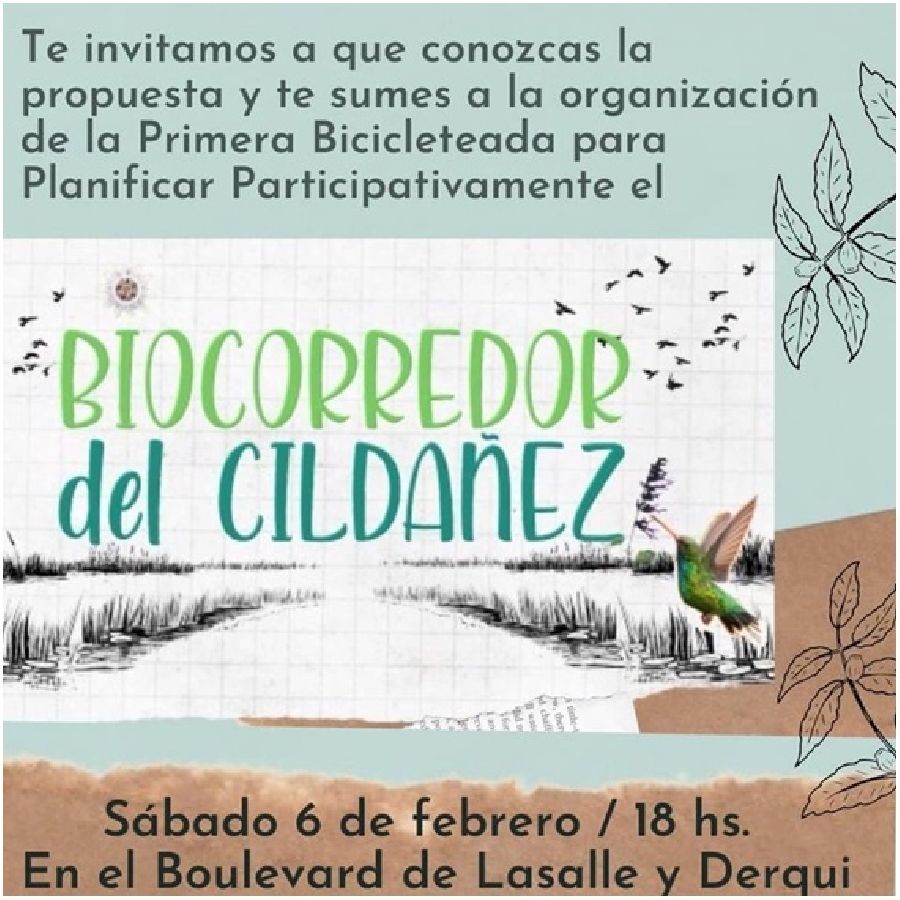 Te invitamos a que conozcas la
propuesta y te sumes a la organización
de la Primera Bicicleteada para
Planificar Participativamente el
BIOCORREDOR
del CILDAÑEZ
Sábado 6 de febrero / 18 hs.
En el Boulevard de Lasalle y Derqui